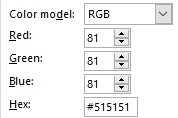 Color model: RGB
Red: 81
Green: 81
Blue: 81
Hex: #515151